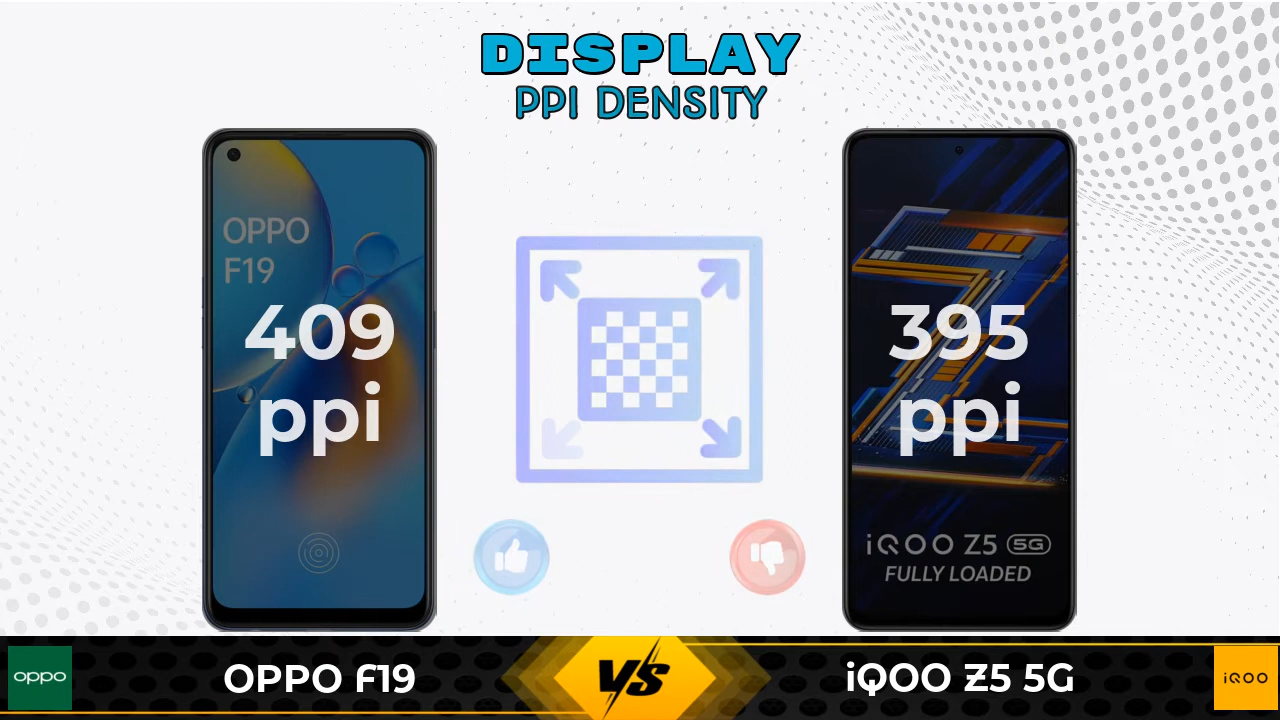 DISPLAY
PPI DENSITY
OPPO
F19
409
ppi
395
ppi
iQOO Z5 5G
FULLY LOADED
oppo
OPPO F19
VS
iQOO Z5 5G
iQOO